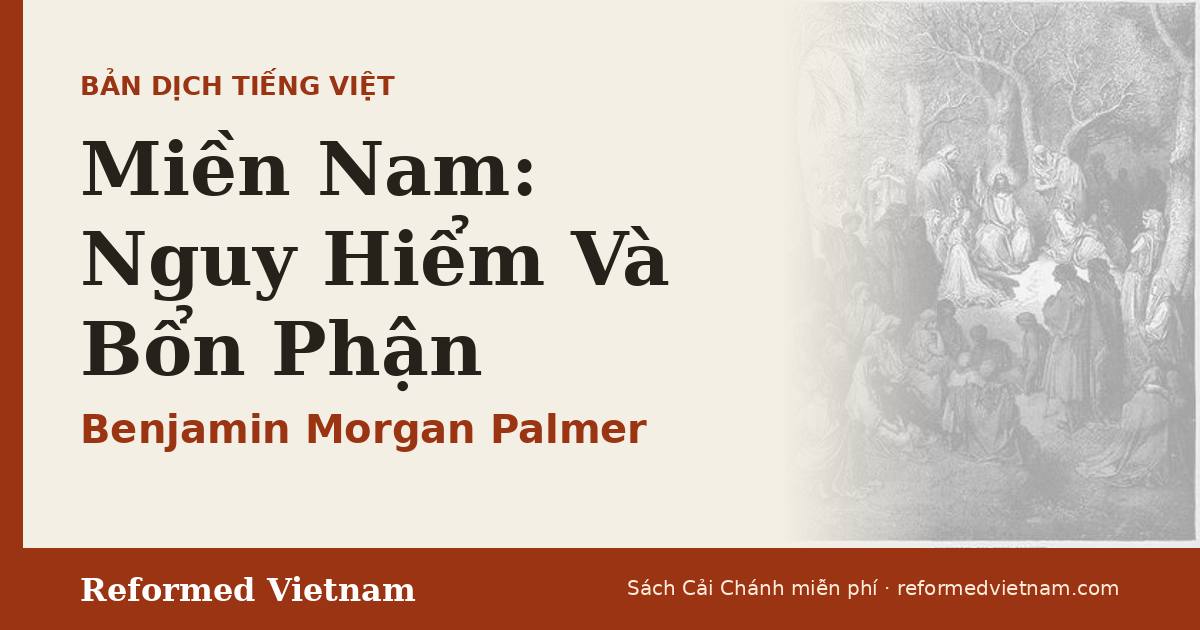 BẢN DỊCH TIẾNG VIỆT
Miền Nam:
Nguy Hiểm Và
Bổn Phận
Benjamin Morgan Palmer
Reformed Vietnam
Sách Cải Chánh miễn phí · reformedvietnam.com